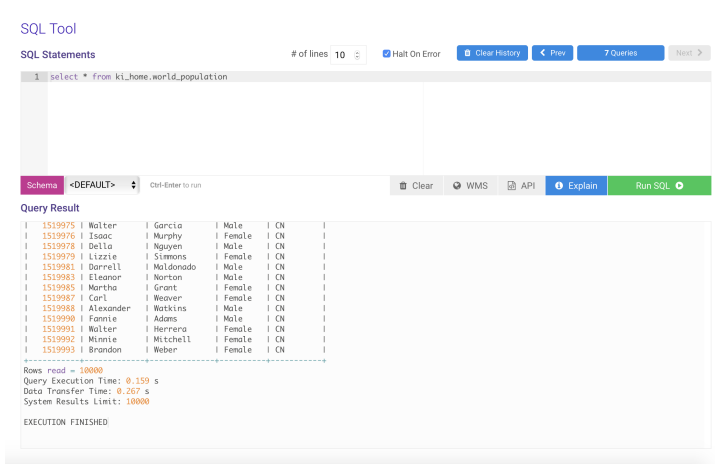 SQL Tool
SQL Statements
# of lines 10
Halt On Error
Clear History
Prev
7 Queries
Next
1 select * from ki_home.world_population
Schema <DEFAULT> Ctrl-Enter to run
Clear
WMS
API
Explain
Run SQL
Query Result
| 1519975 | Walter | Garcia | Male | CN |
| 1519976 | Isaac | Murphy | Female | CN |
| 1519978 | Della | Nguyen | Male | CN |
| 1519979 | Lizzie | Simmons | Female | CN |
| 1519981 | Darrell | Maldonado | Male | CN |
| 1519983 | Eleanor | Norton | Male | CN |
| 1519985 | Martha | Grant | Female | CN |
| 1519987 | Carl | Weaver | Female | CN |
| 1519988 | Alexander | Watkins | Male | CN |
| 1519990 | Fannie | Adams | Male | CN |
| 1519991 | Walter | Herrera | Female | CN |
| 1519992 | Minnie | Mitchell | Female | CN |
| 1519993 | Brandon | Weber | Female | CN |
+-----------+-----------------+-----------------+-----------+-----------+
Rows read = 10000
Query Execution Time: 0.159 s
Data Transfer Time: 0.267 s
System Results Limit: 10000
EXECUTION FINISHED